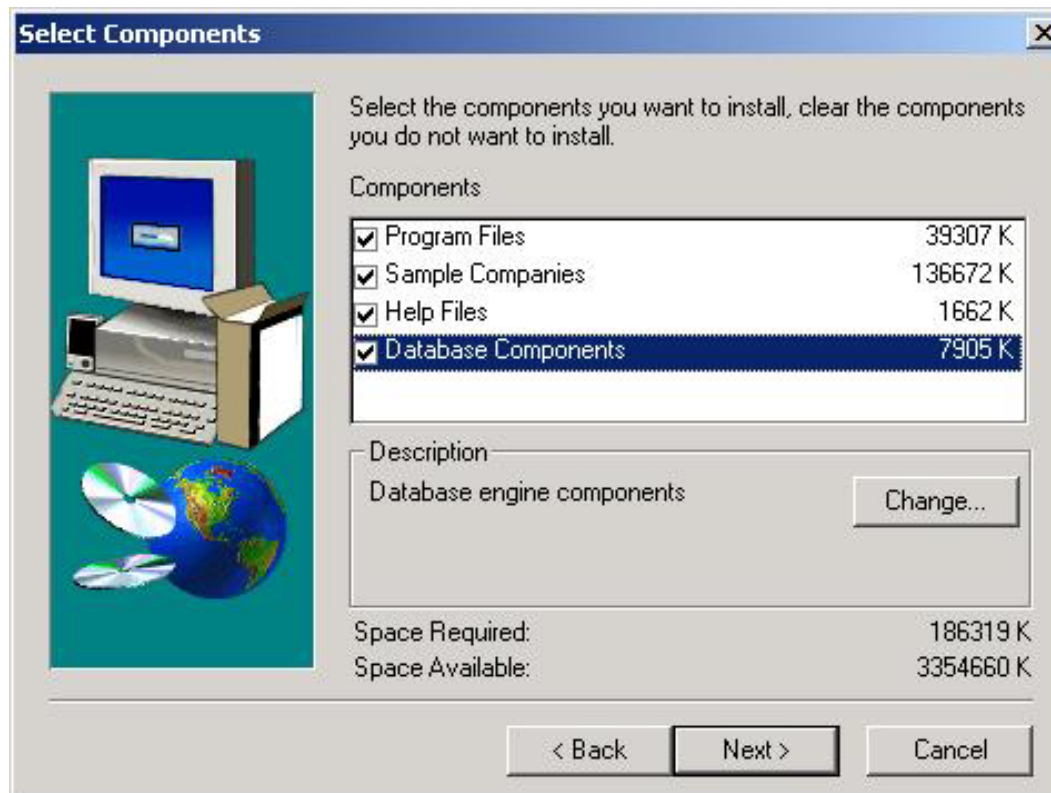 Select Components
Select the components you want to install, clear the components
you do not want to install.
Components
Program Files 39307 K
Sample Companies 136672 K
Help Files 1662 K
Database Components 7905 K
Description
Database engine components
Change...
Space Required: 186319 K
Space Available: 3354660 K
< Back Next > Cancel